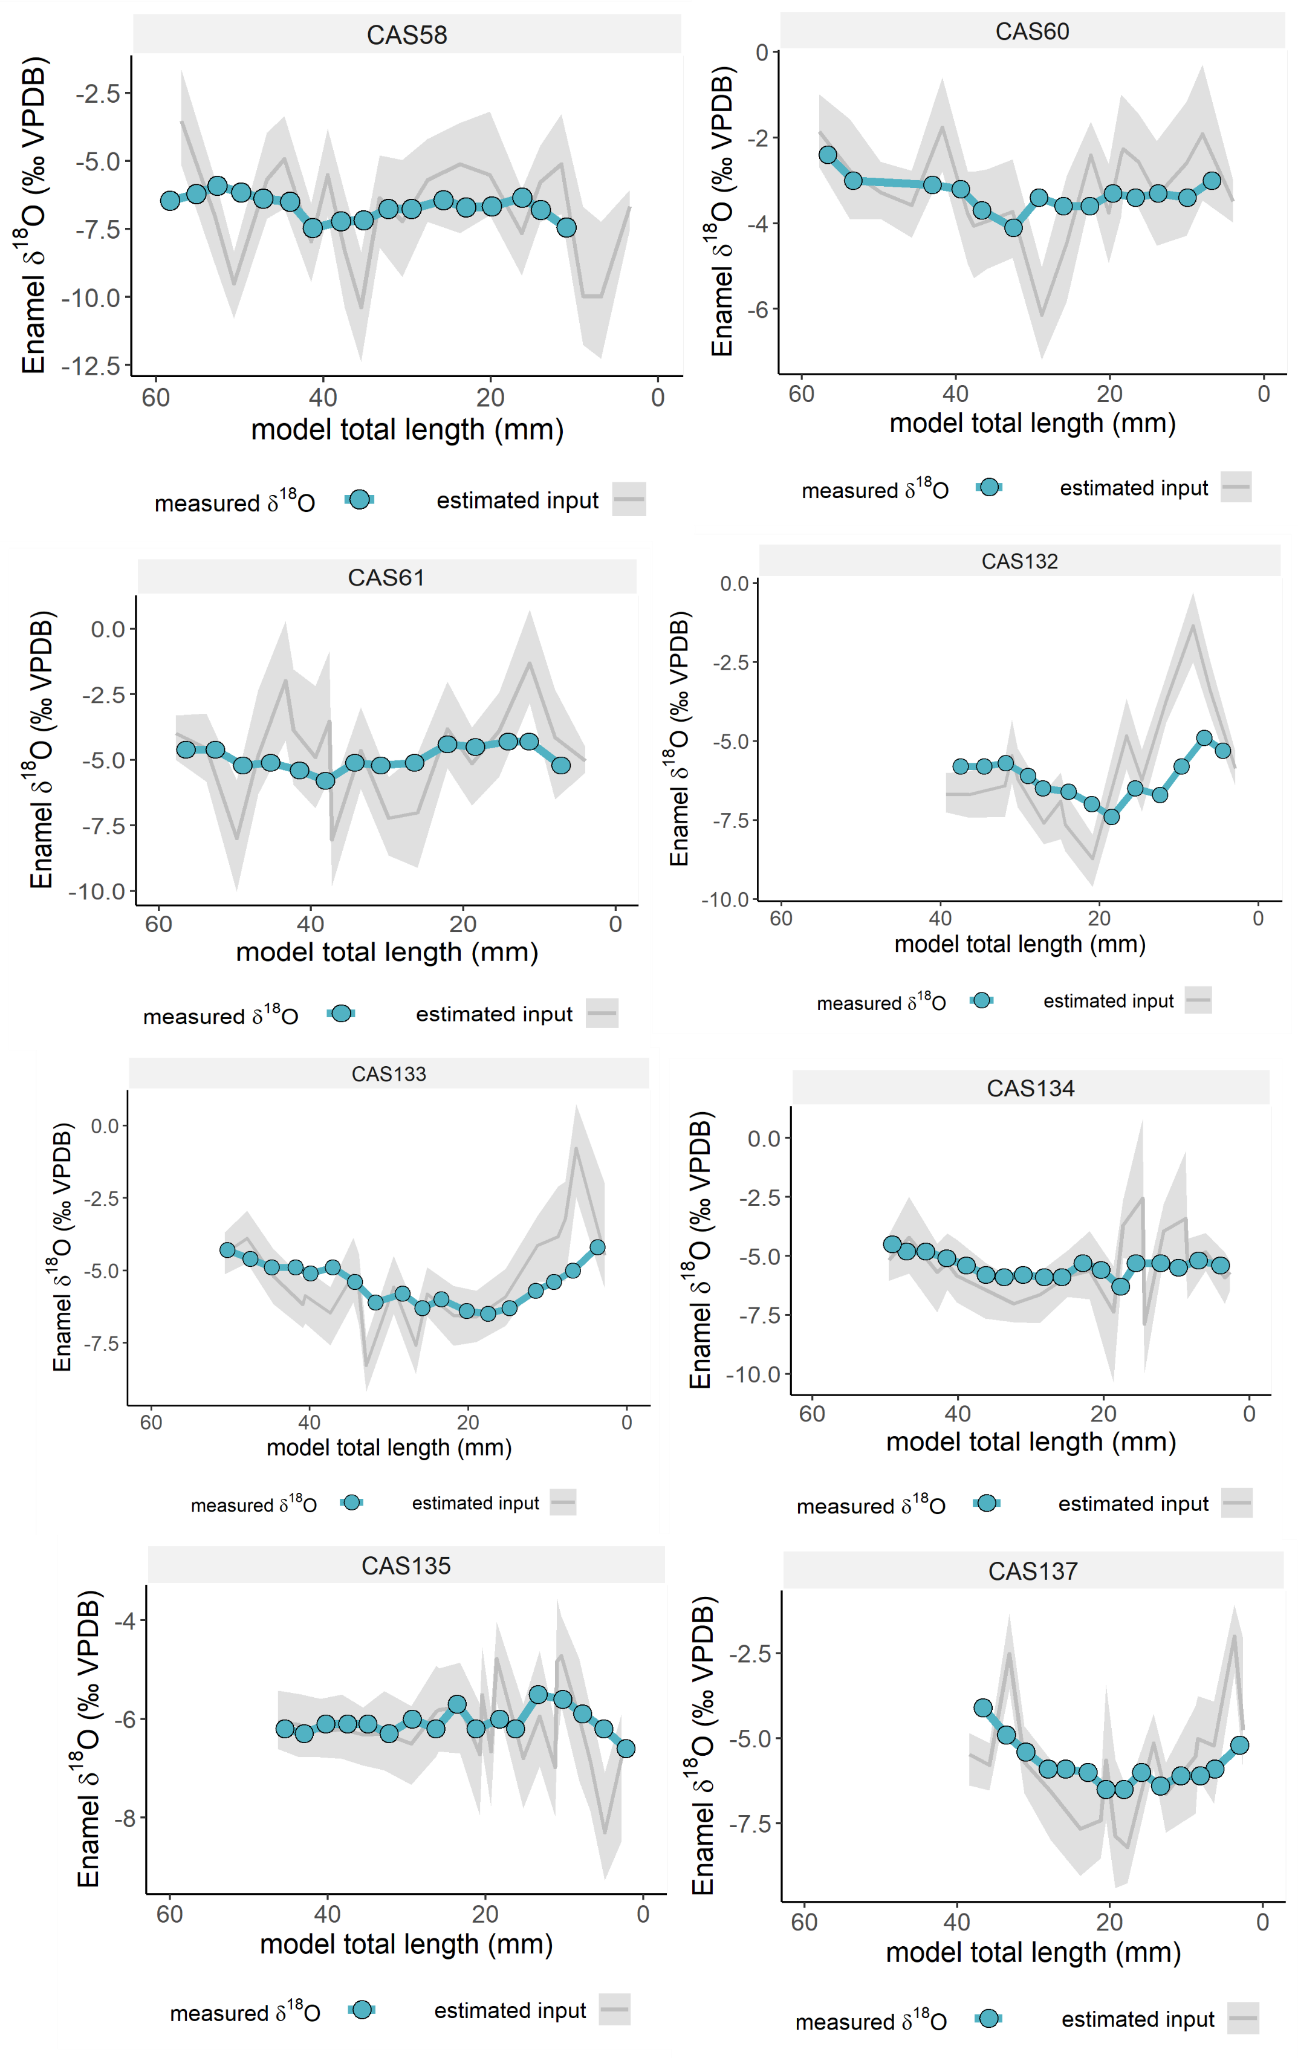 CAS58
Enamel δ18O (‰ VPDB)
-2.5
-5.0
-7.5
-10.0
-12.5
60 40 20 0
model total length (mm)
measured δ18O estimated input
CAS60
Enamel δ18O (‰ VPDB)
0
-2
-4
-6
60 40 20 0
model total length (mm)
measured δ18O estimated input
CAS61
Enamel δ18O (‰ VPDB)
0.0
-2.5
-5.0
-7.5
-10.0
60 40 20 0
model total length (mm)
measured δ18O estimated input
CAS132
Enamel δ18O (‰ VPDB)
0.0
-2.5
-5.0
-7.5
-10.0
60 40 20 0
model total length (mm)
measured δ18O estimated input
CAS133
Enamel δ18O (‰ VPDB)
0.0
-2.5
-5.0
-7.5
60 40 20 0
model total length (mm)
measured δ18O estimated input
CAS134
Enamel δ18O (‰ VPDB)
0.0
-2.5
-5.0
-7.5
-10.0
60 40 20 0
model total length (mm)
measured δ18O estimated input
CAS135
Enamel δ18O (‰ VPDB)
-4
-6
-8
60 40 20 0
model total length (mm)
measured δ18O estimated input
CAS137
Enamel δ18O (‰ VPDB)
-2.5
-5.0
-7.5
60 40 20 0
model total length (mm)
measured δ18O estimated input